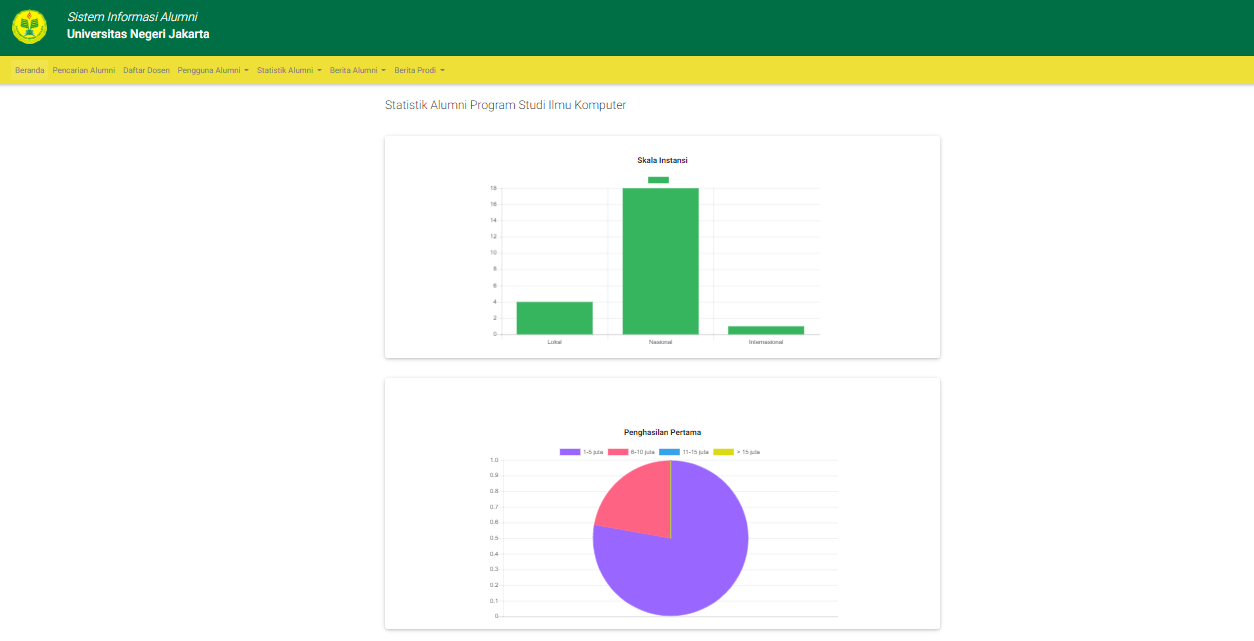 Sistem Informasi Alumni
Universitas Negeri Jakarta
Beranda Pencarian Alumni Daftar Dosen Pengguna Alumni Statistik Alumni Berita Alumni Berita Prodi
Statistik Alumni Program Studi Ilmu Komputer
Skala Instansi
18
16
14
12
10
8
6
4
2
0
Lokal Nasional Internasional
Penghasilan Pertama
1-5 juta 6-10 juta 11-15 juta > 15 juta
1.0
0.9
0.8
0.7
0.6
0.5
0.4
0.3
0.2
0.1
0